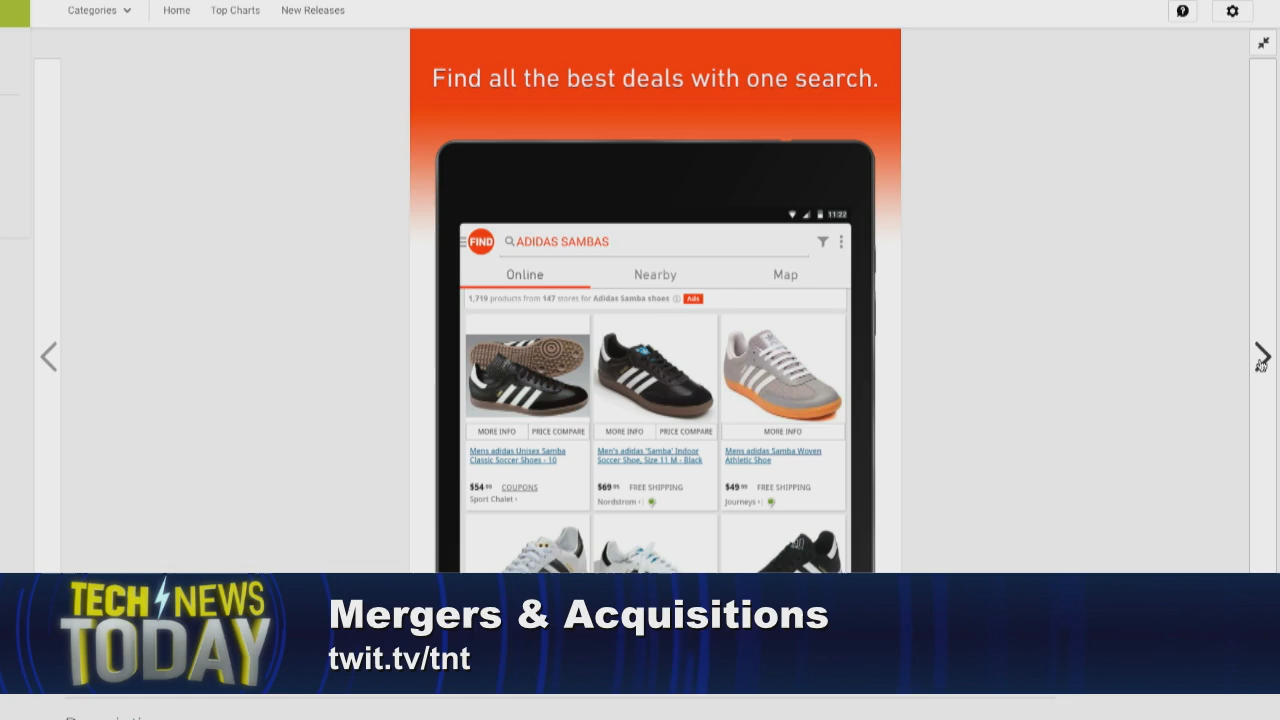 Categories Home Top Charts New Releases
Find all the best deals with one search.
11:22
FIND ADIDAS SAMBAS
Online Nearby Map
1,719 products from 147 stores for Adidas Samba shoes Ads
MORE INFO PRICE COMPARE MORE INFO PRICE COMPARE MORE INFO
Mens adidas Unisex Samba Men's adidas 'Samba' Indoor Mens adidas Samba Woven
Classic Soccer Shoes - 10 Soccer Shoe, Size 11 M - Black Athletic Shoe
$54 COUPONS $69 FREE SHIPPING $49 FREE SHIPPING
Sport Chalet Nordstrom Journeys
TECH NEWS
TODAY
Mergers & Acquisitions
twit.tv/tnt